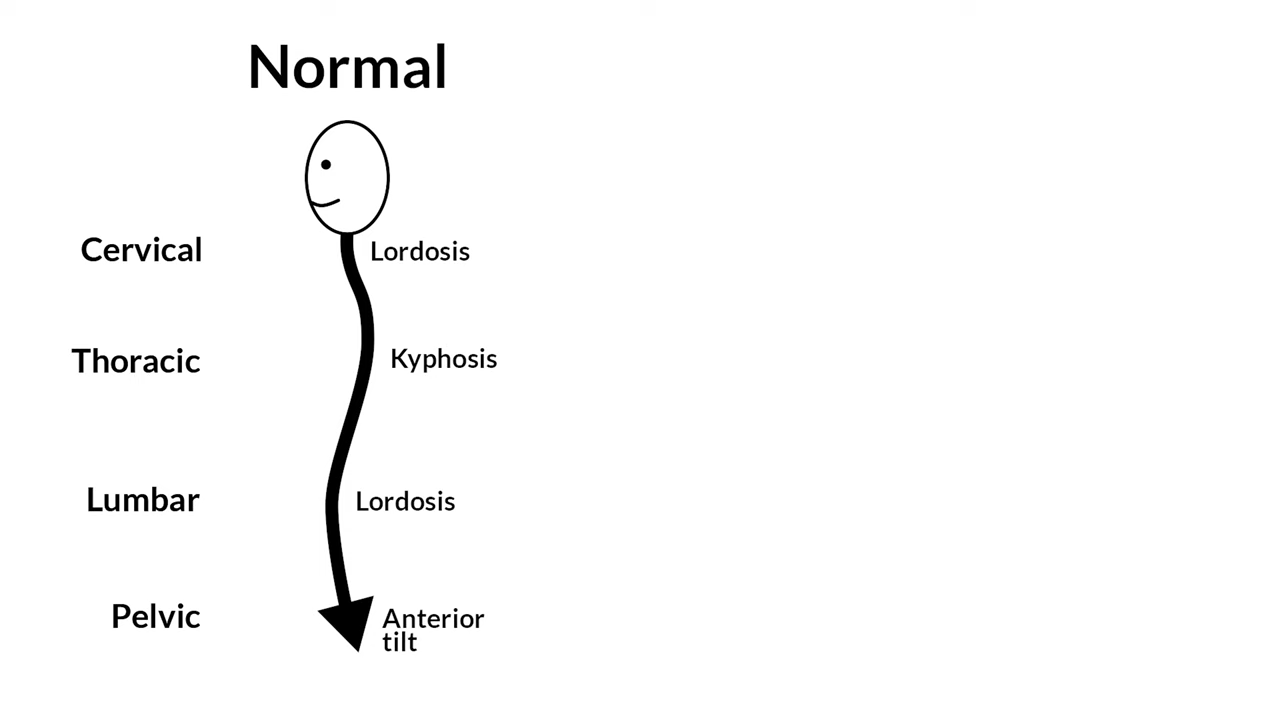 Normal
Cervical Lordosis
Thoracic Kyphosis
Lumbar Lordosis
Pelvic Anterior
tilt